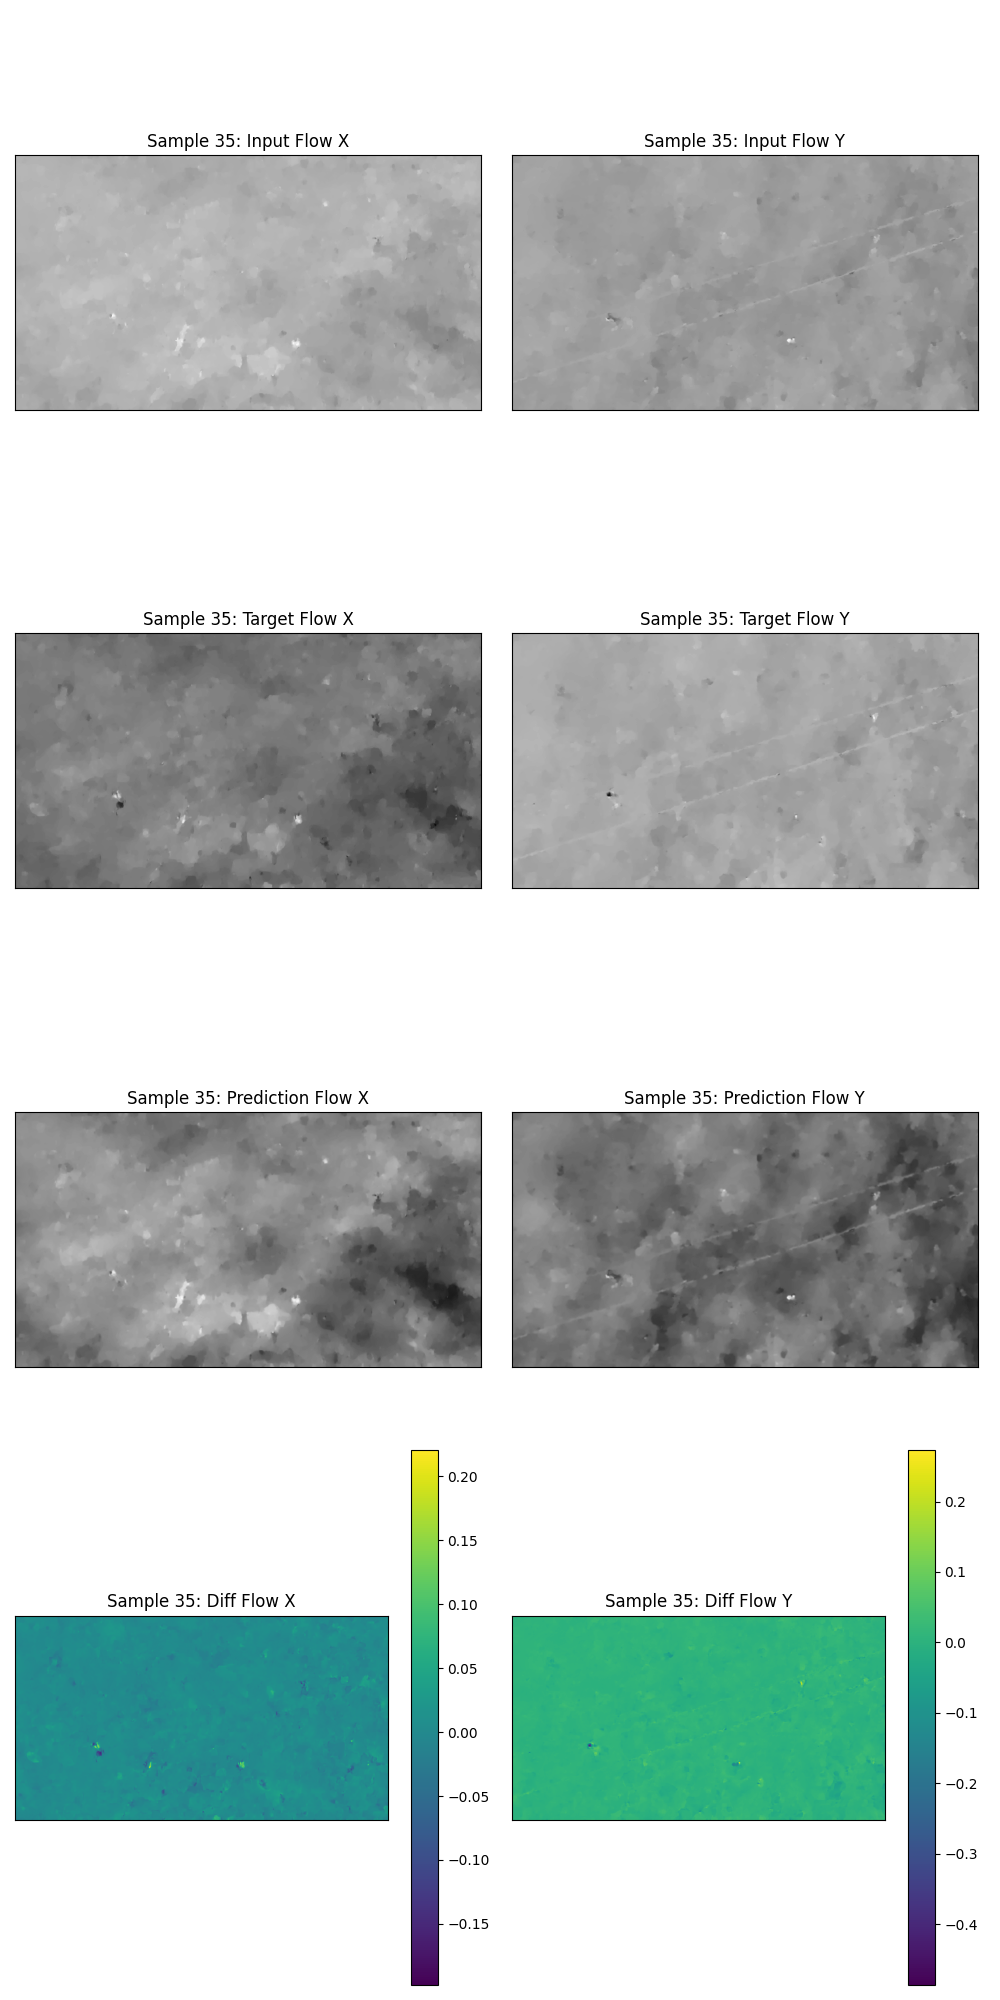 Sample 35: Input Flow X
Sample 35: Input Flow Y
Sample 35: Target Flow X
Sample 35: Target Flow Y
Sample 35: Prediction Flow X
Sample 35: Prediction Flow Y
Sample 35: Diff Flow X
0.20
0.15
0.10
0.05
0.00
−0.05
−0.10
−0.15
Sample 35: Diff Flow Y
0.2
0.1
0.0
−0.1
−0.2
−0.3
−0.4